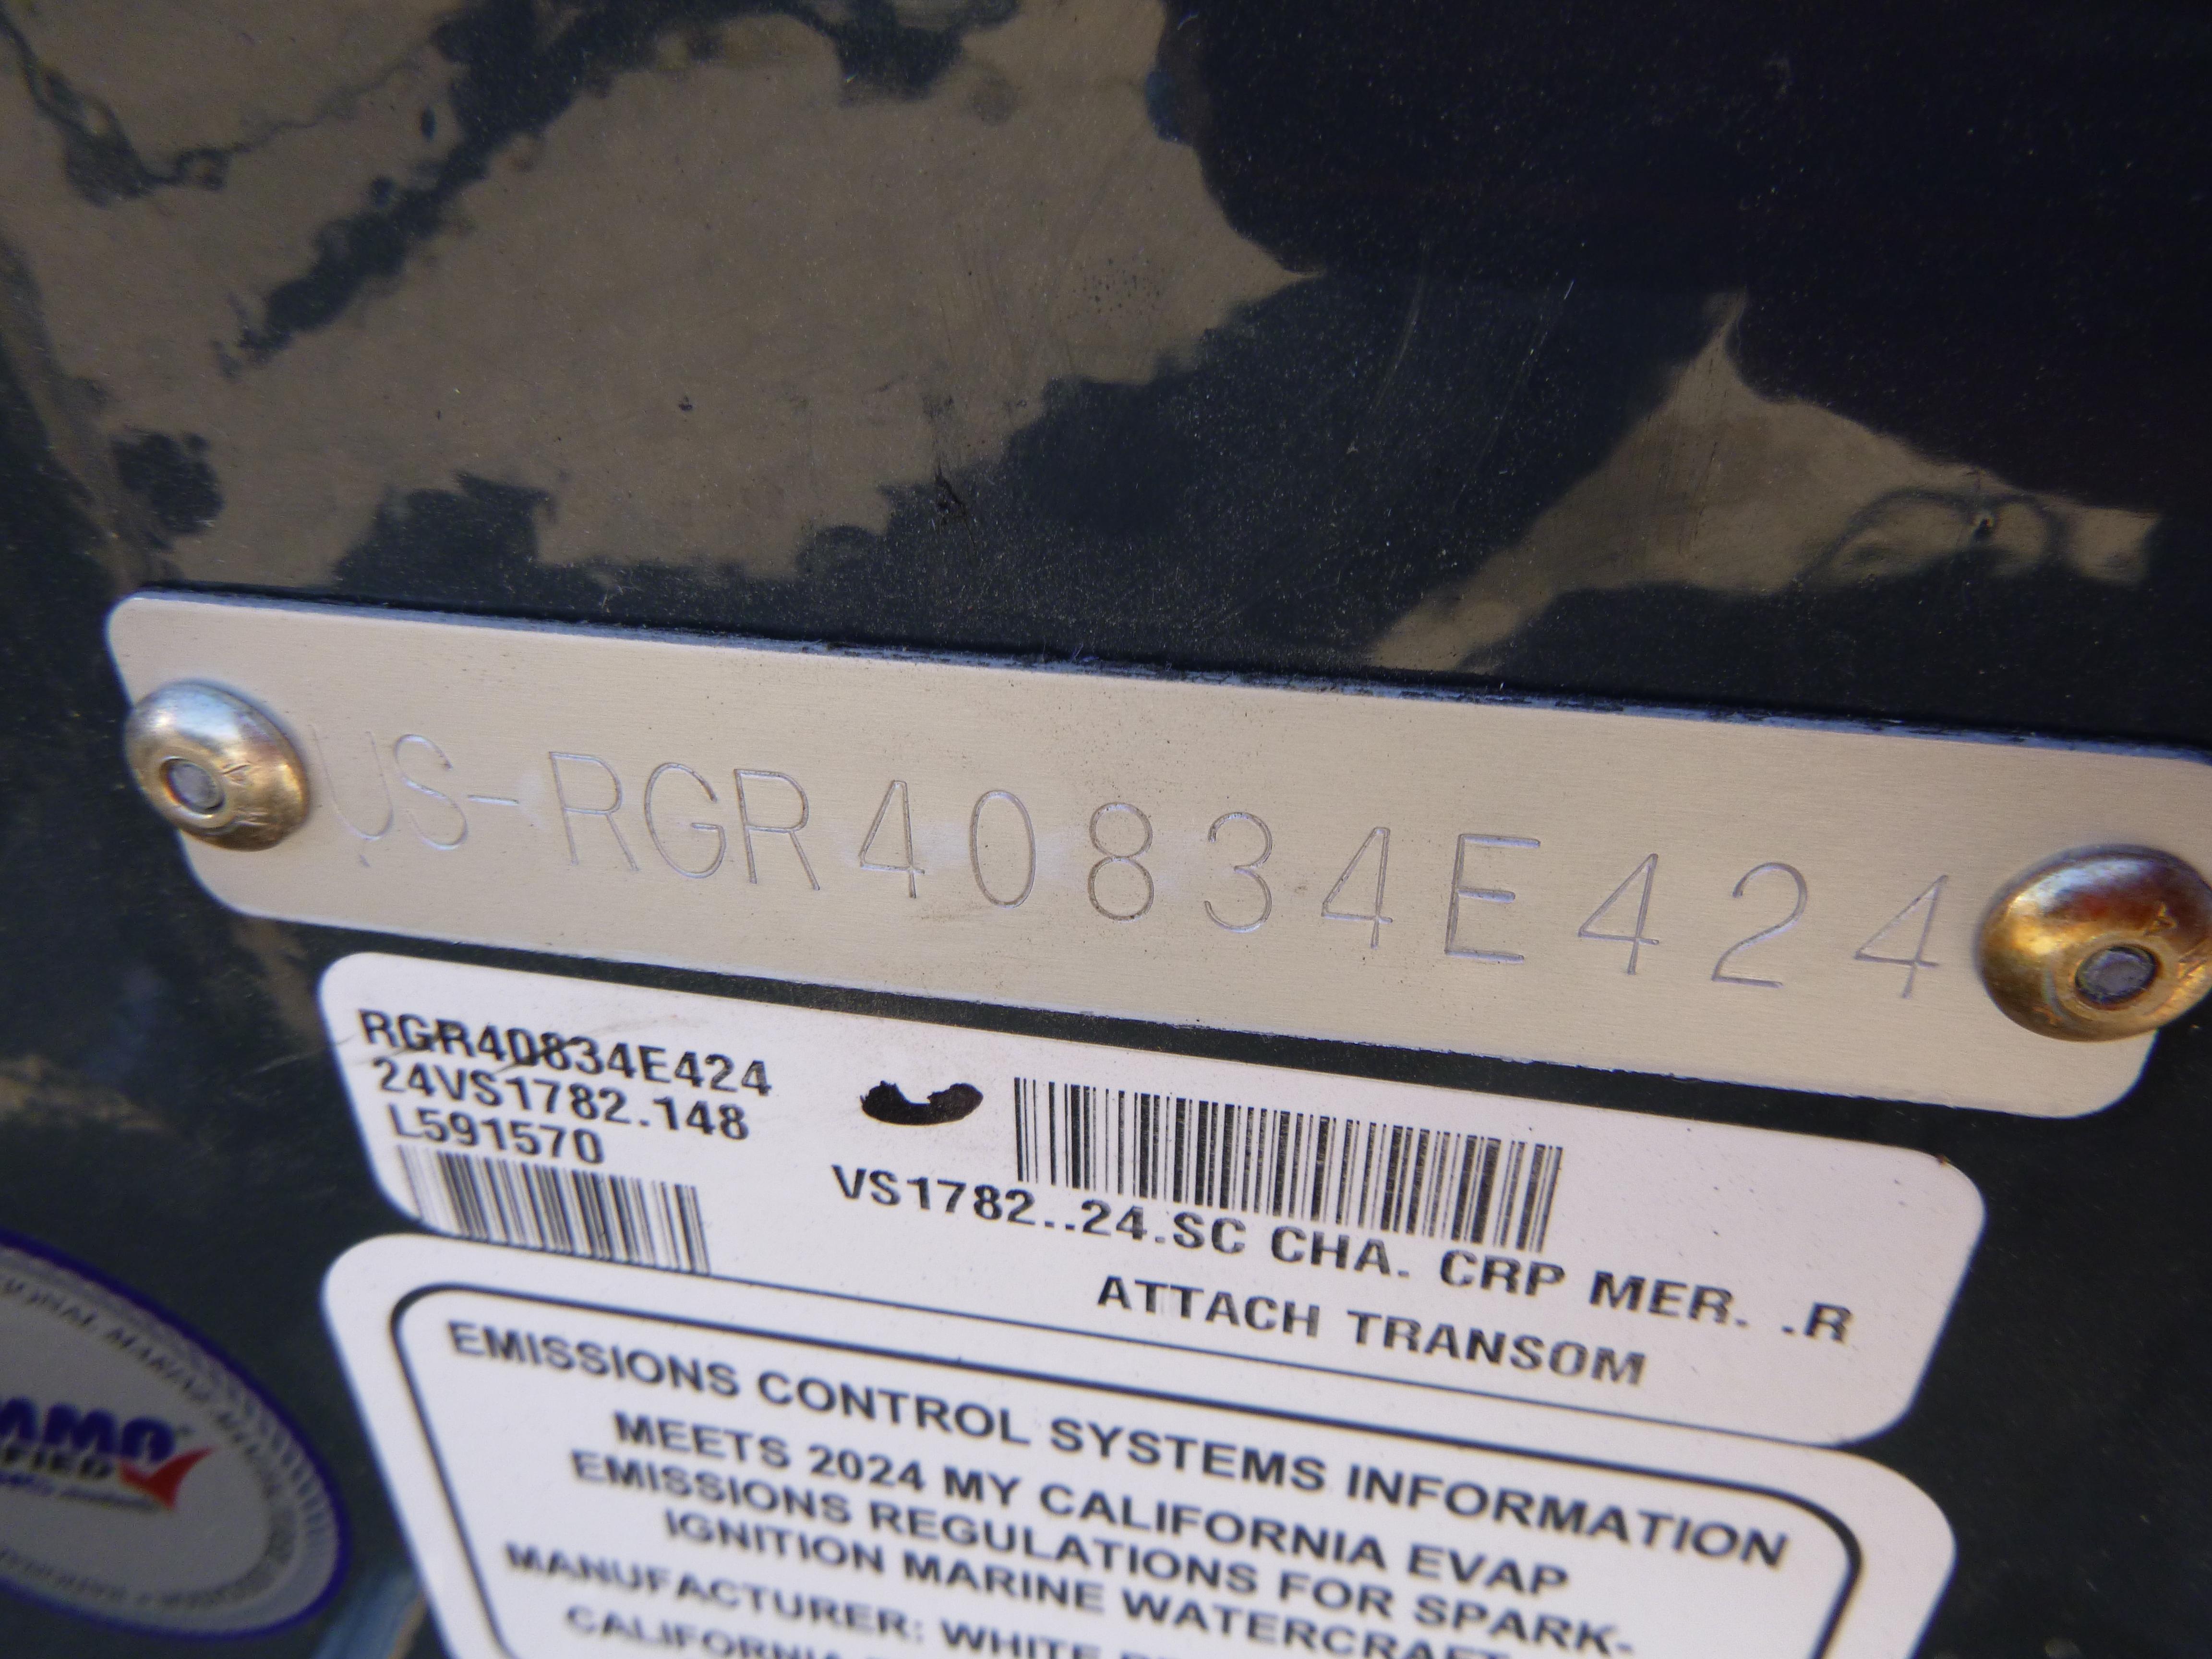 US-RGR40834E424
RGR40834E424
24VS1782.148
L591570
VS1782..24.SC CHA. CRP MER. .R
ATTACH TRANSOM
EMISSIONS CONTROL SYSTEMS INFORMATION
MEETS 2024 MY CALIFORNIA EVAP
EMISSIONS REGULATIONS FOR SPARK-
IGNITION MARINE WATERCRAFT
MANUFACTURER: WHITE
CALIFORNIA